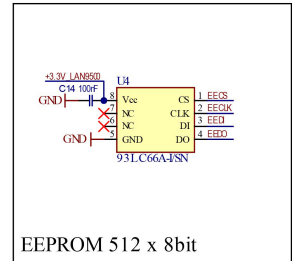 +3.3V_LAN9500
C14 100nF
U4
GND
8 Vcc CS 1 EECS
7 NC CLK 2 EECLK
6 NC DI 3 EEDI
GND 5 GND DO 4 EEDO
93LC66A-I/SN
EEPROM 512 x 8bit